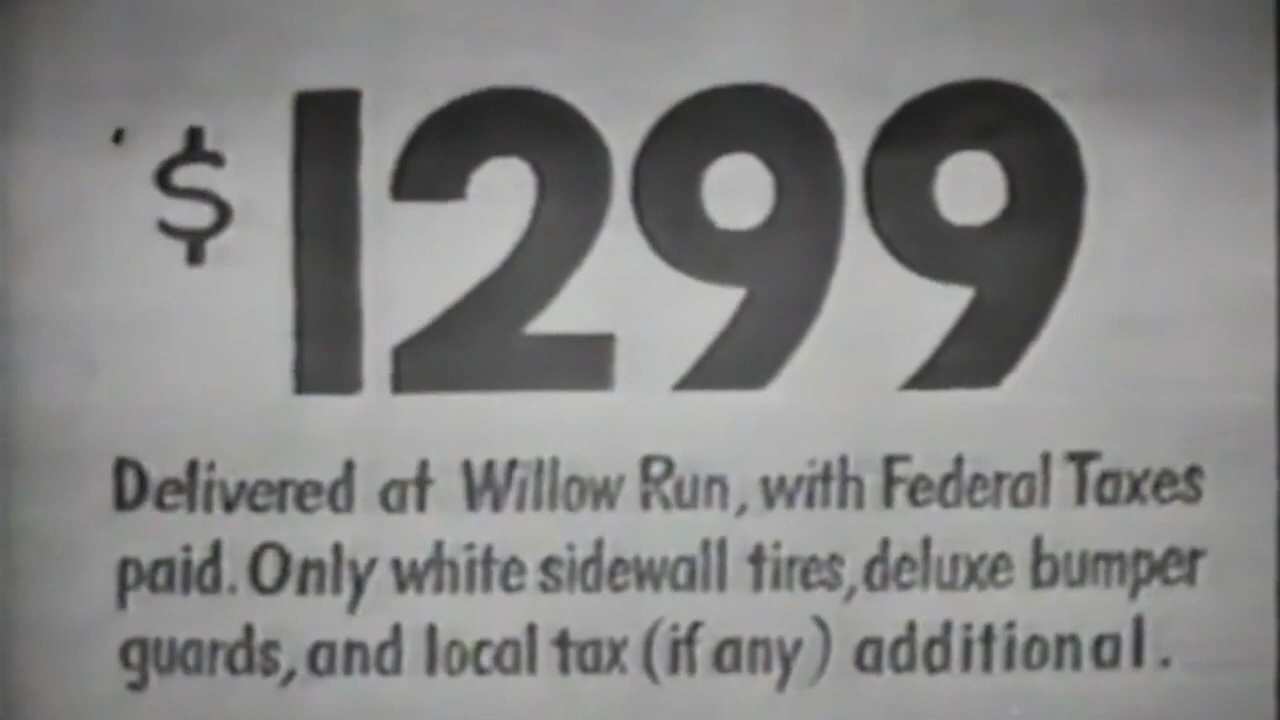 $1299
Delivered at Willow Run, with Federal Taxes
paid. Only white sidewall tires, deluxe bumper
guards, and local tax (if any) additional.